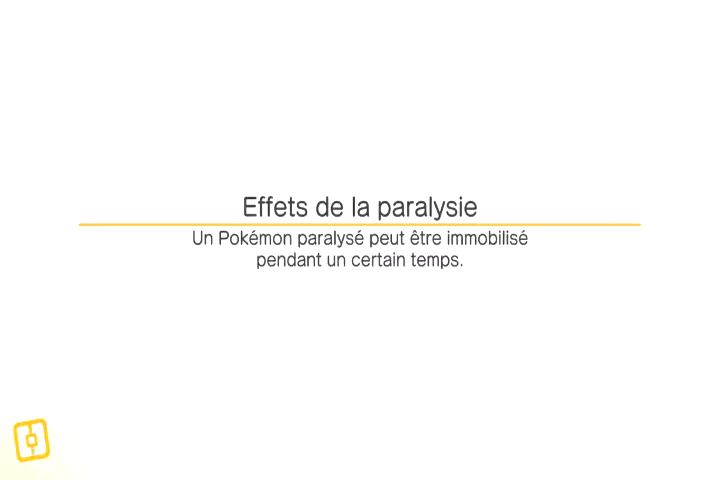 Effets de la paralysie
Un Pokémon paralysé peut être immobilisé
pendant un certain temps.